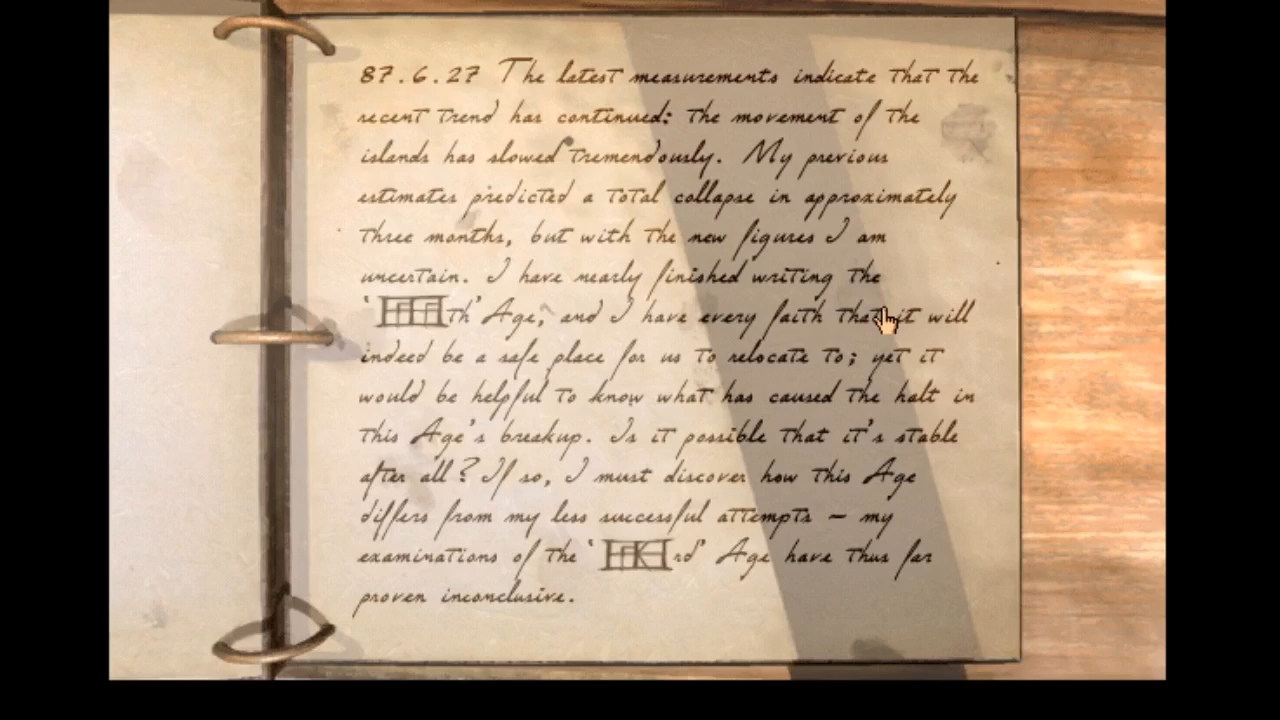 87.6.27 The latest measurements indicate that the
recent trend has continued: the movement of the
islands has slowed tremendously. My previous
estimates predicted a total collapse in approximately
three months, but with the new figures I am
uncertain. I have nearly finished writing the
' th' Age, and I have every faith that it will
indeed be a safe place for us to relocate to; yet it
would be helpful to know what has caused the halt in
this Age's breakup. Is it possible that it's stable
after all? If so, I must discover how this Age
differs from my less successful attempts – my
examinations of the ' rd' Age have thus far
proven inconclusive.